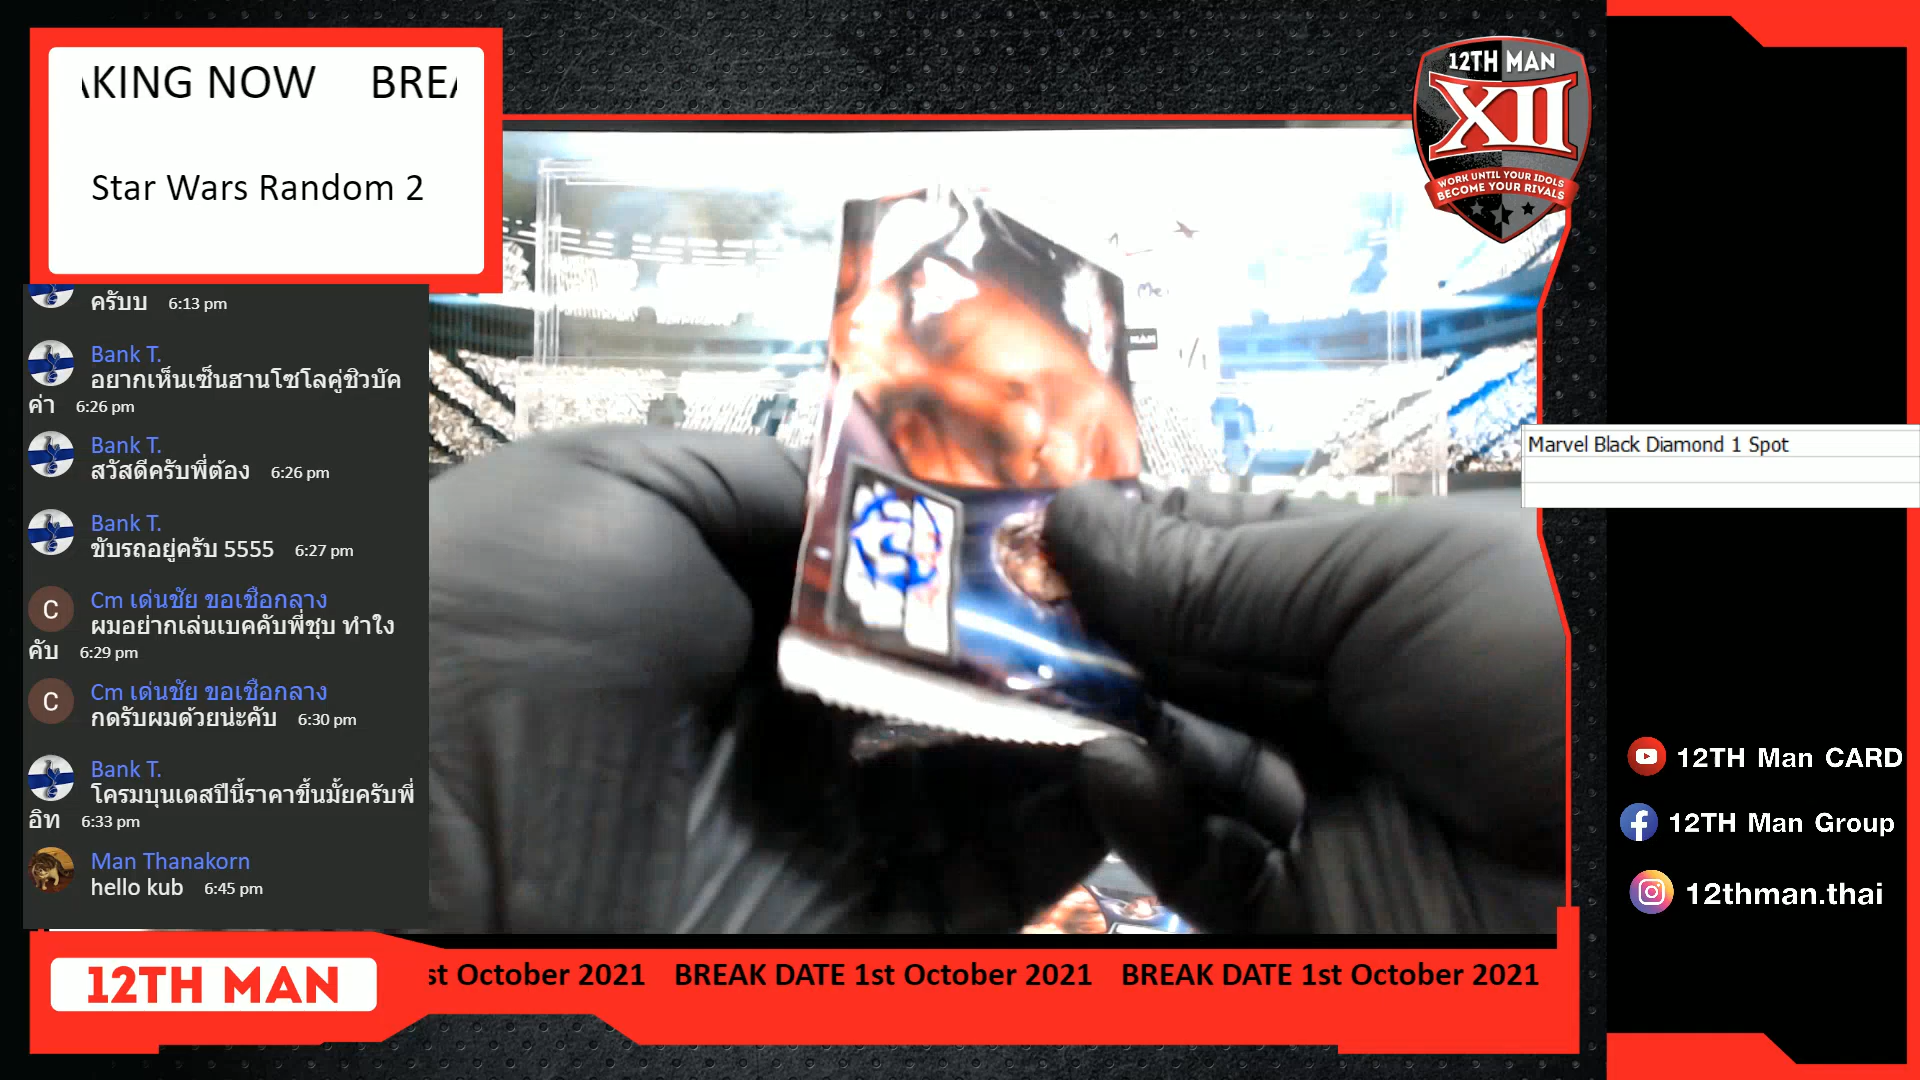 AKING NOW BREA
Star Wars Random 2
ครับบ 6:13 pm
Bank T.
อยากเห็นเซ็นฮานโซโลคู่ชิวบัค
ค่า 6:26 pm
Bank T.
สวัสดีครับพี่ต้อง 6:26 pm
Bank T.
ขับรถอยู่ครับ 5555 6:27 pm
C
Cm เด่นชัย ขอเชือกลาง
ผมอย่ากเล่นเบคคับพี่ชุบ ทำใง
คับ 6:29 pm
C
Cm เด่นชัย ขอเชือกลาง
กดรับผมด้วยน่ะคับ 6:30 pm
Bank T.
โครมบุนเดสปีนี้ราคาขึ้นมั้ยครับพี่
อิท 6:33 pm
Man Thanakorn
hello kub 6:45 pm
12TH MAN
XII
WORK UNTIL YOUR IDOLS
BECOME YOUR RIVALS
MAN
Marvel Black Diamond 1 Spot
12TH Man CARD
12TH Man Group
12thman.thai
12TH MAN
st October 2021 BREAK DATE 1st October 2021 BREAK DATE 1st October 2021